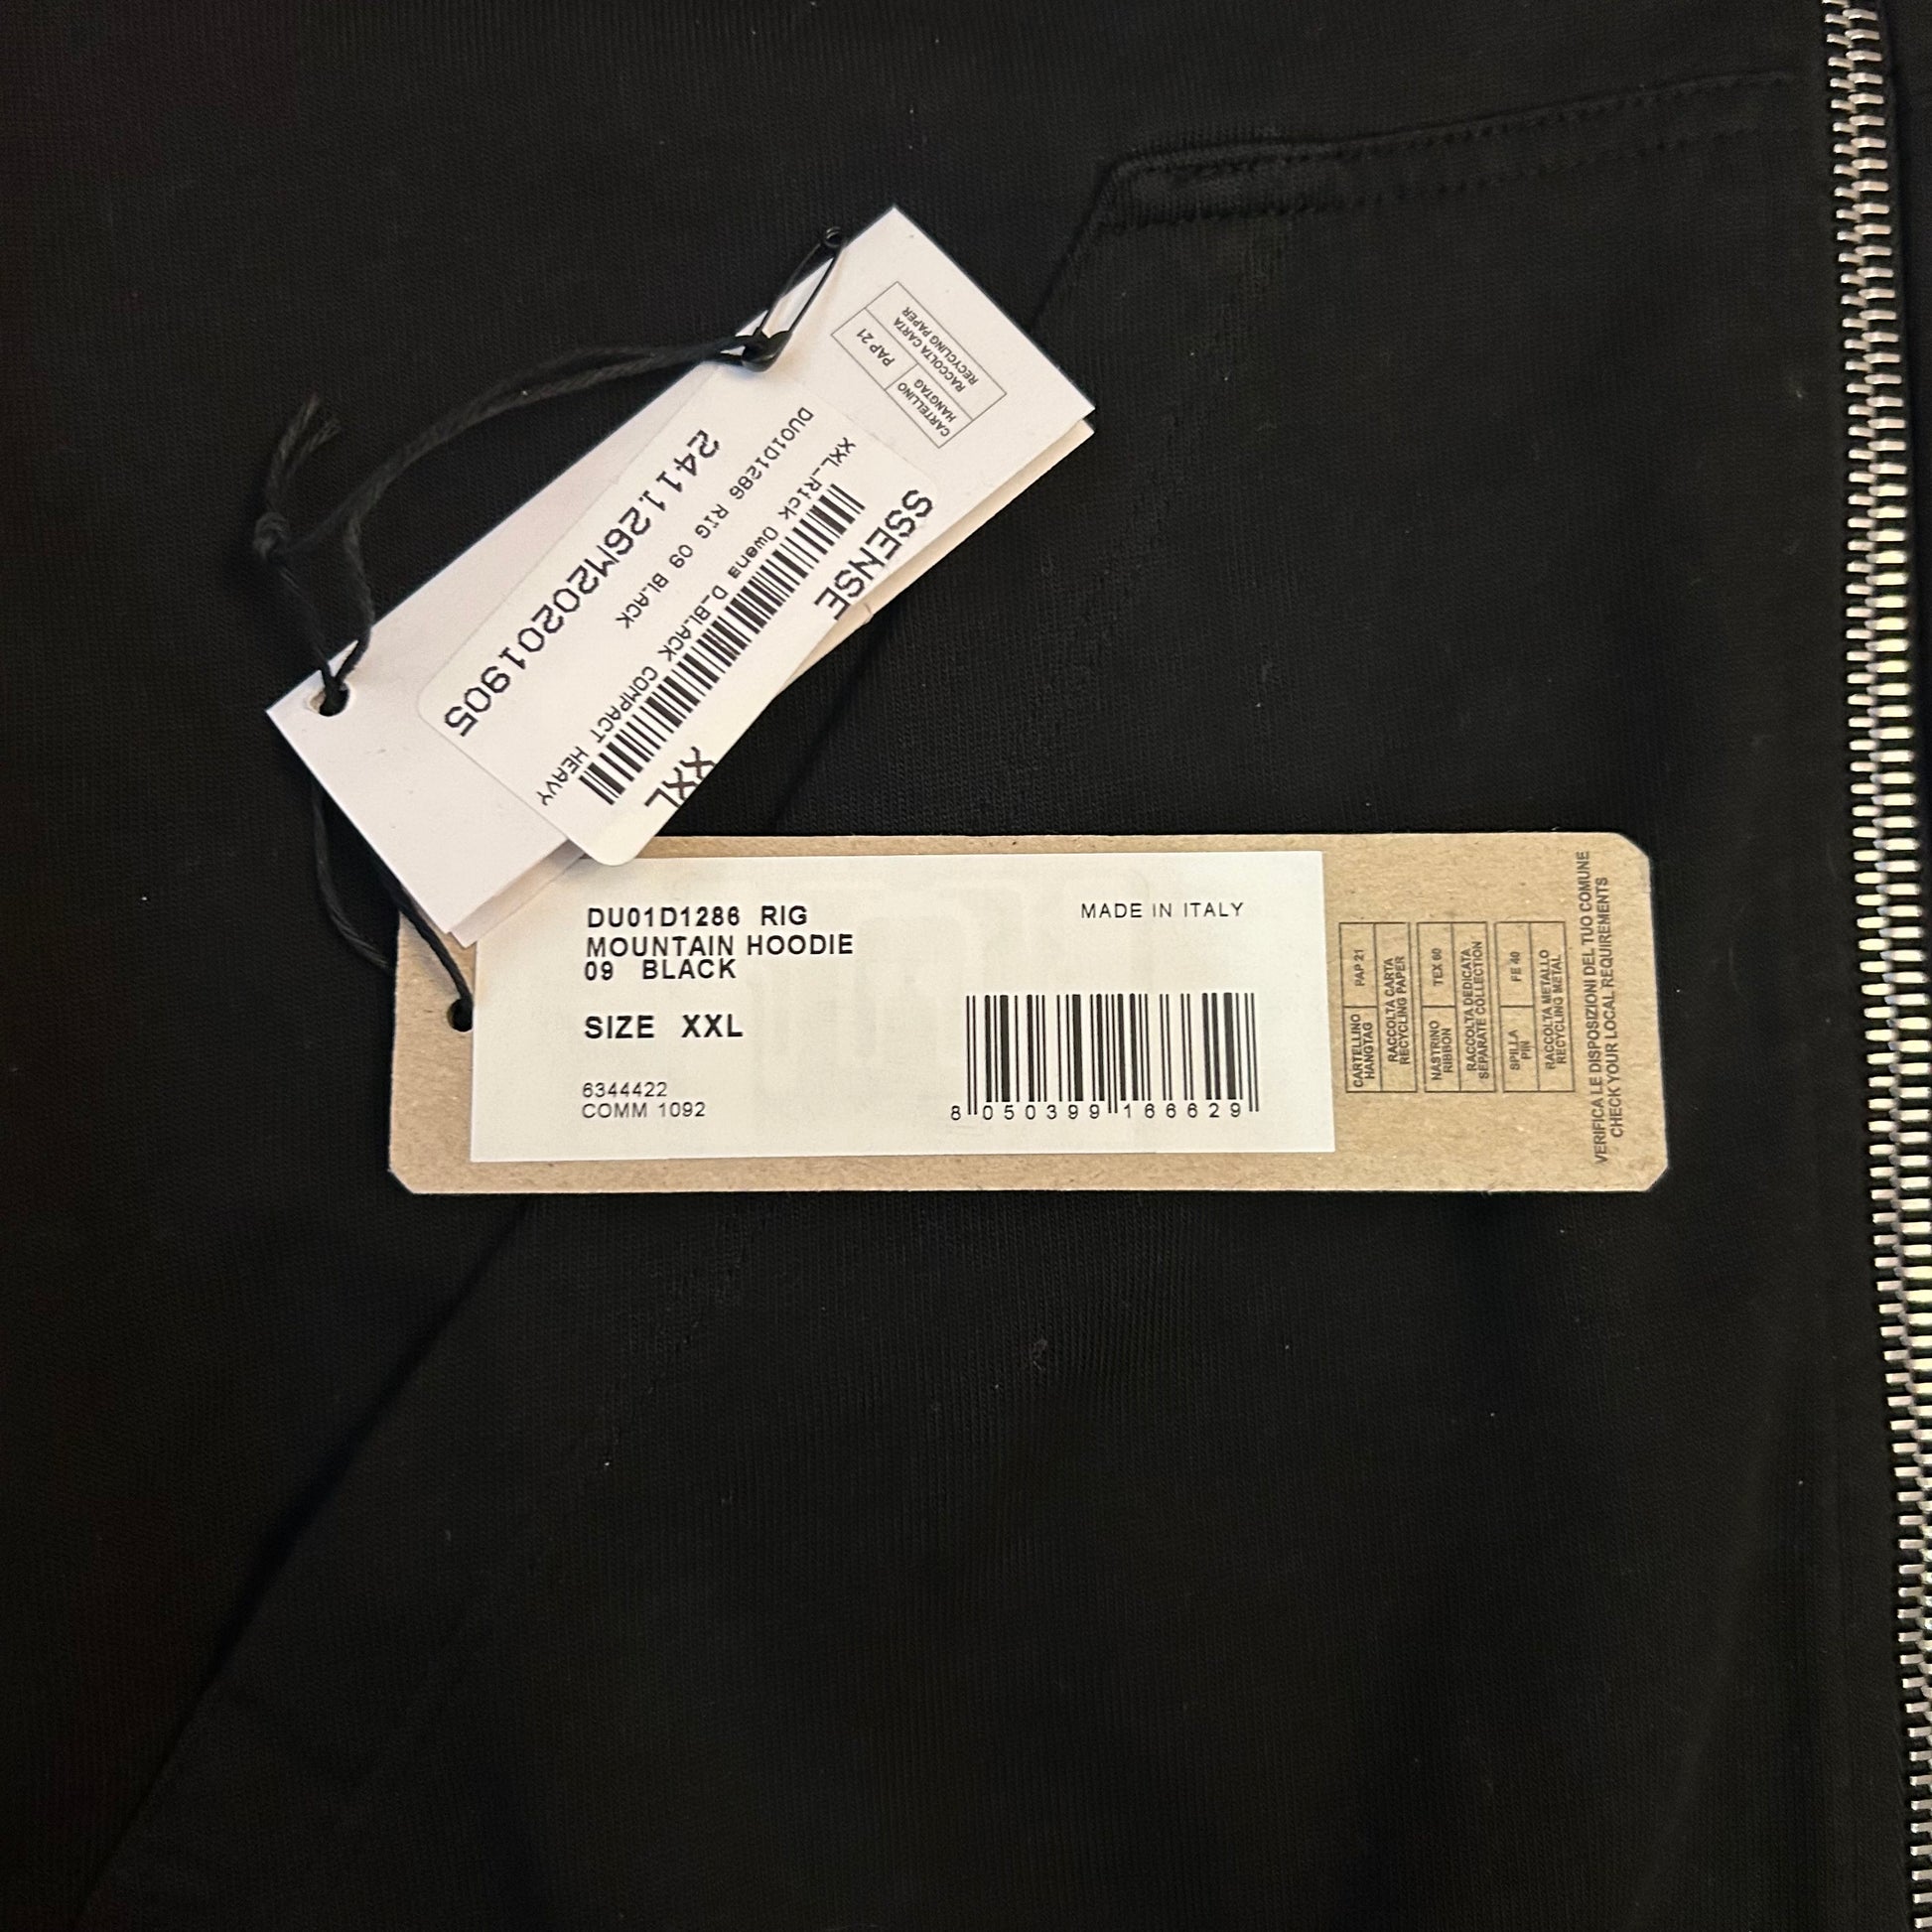 CARTELLINO
HANGTAG
PAP 21
RACCOLTA CARTA
RECYCLING PAPER
SSENSE
XXL
XXL_Rick Owens D_BLACK COMPACT HEAVY
DU01D1286 RIG 09 BLACK
241126M20201905
DU01D1286 RIG
MOUNTAIN HOODIE
09 BLACK
SIZE XXL
6344422
COMM 1092
MADE IN ITALY
8 050399 166629
CARTELLINO
HANGTAG
PAP 21
RACCOLTA CARTA
RECYCLING PAPER
NASTRINO
RIBBON
TEX 60
RACCOLTA DEDICATA
SEPARATE COLLECTION
SPILLA
PIN
FE 40
RACCOLTA METALLO
RECYCLING METAL
VERIFICA LE DISPOSIZIONI DEL TUO COMUNE
CHECK YOUR LOCAL REQUIREMENTS